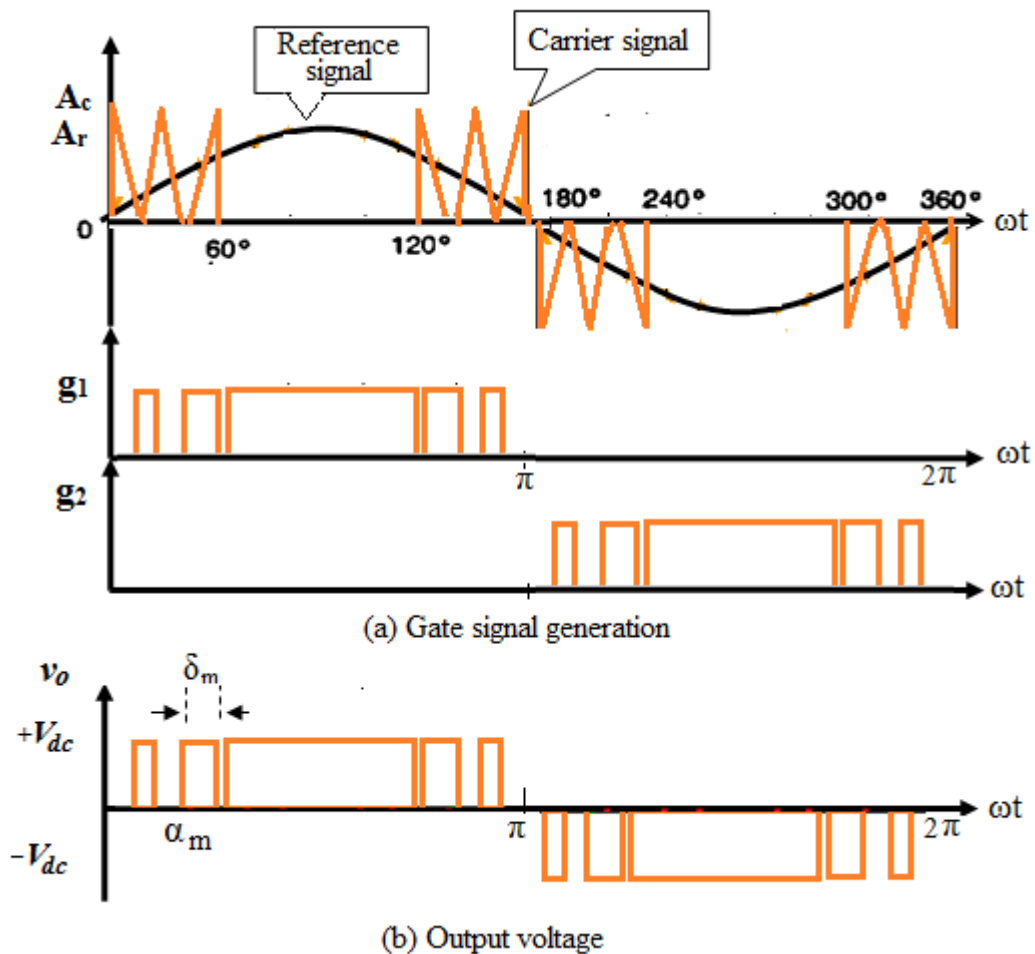 Reference signal
Carrier signal
Ac
Ar
0
60°
120°
180°
240°
300°
360°
ωt
g1
π
2π
ωt
g2
ωt
(a) Gate signal generation
vo
δm
+Vdc
αm
π
2π
ωt
−Vdc
(b) Output voltage